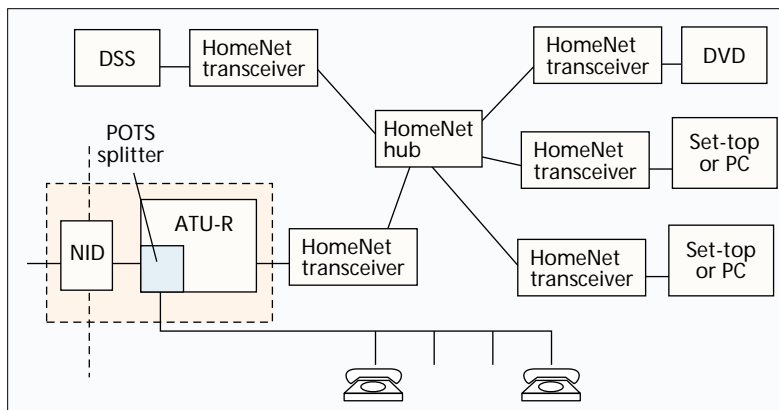 DSS
HomeNet
transceiver
HomeNet
transceiver
DVD
POTS
splitter
HomeNet
hub
HomeNet
transceiver
Set-top
or PC
NID
ATU-R
HomeNet
transceiver
HomeNet
transceiver
Set-top
or PC